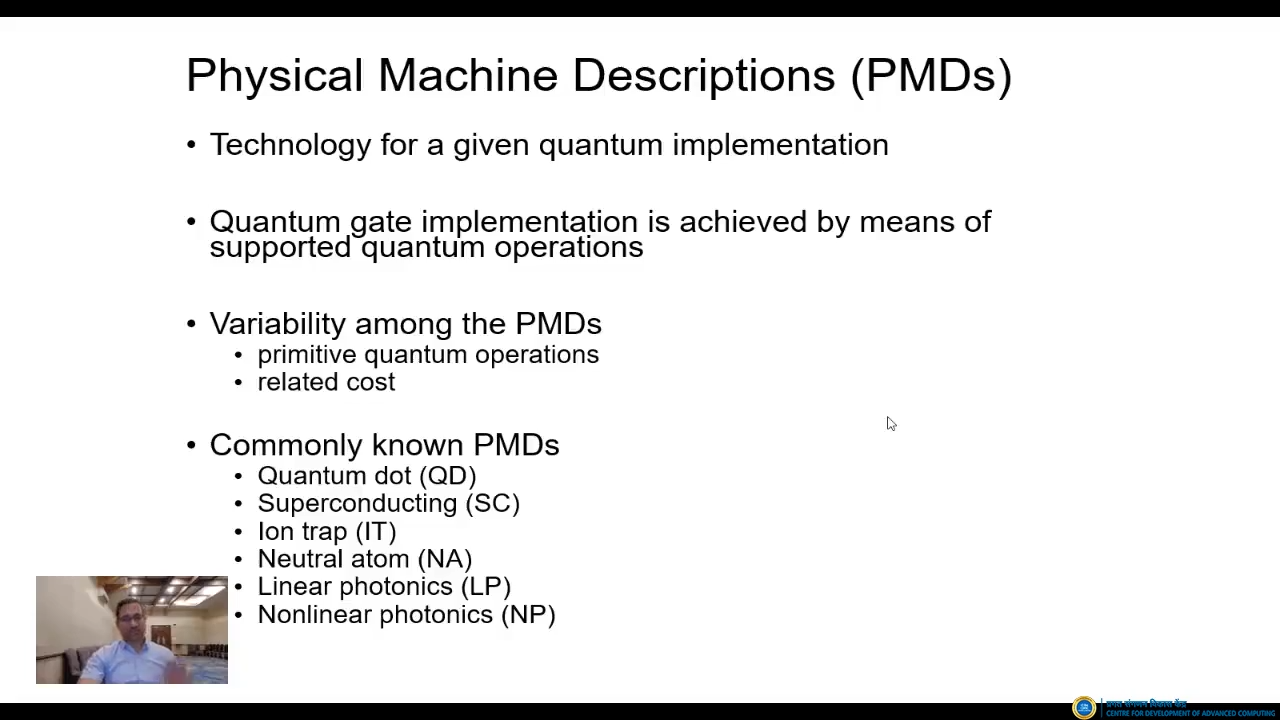 Physical Machine Descriptions (PMDs)
• Technology for a given quantum implementation
• Quantum gate implementation is achieved by means of
supported quantum operations
• Variability among the PMDs
• primitive quantum operations
• related cost
• Commonly known PMDs
• Quantum dot (QD)
• Superconducting (SC)
• Ion trap (IT)
• Neutral atom (NA)
• Linear photonics (LP)
• Nonlinear photonics (NP)
प्रगत संगणन विकास केंद्र
CENTRE FOR DEVELOPMENT OF ADVANCED COMPUTING